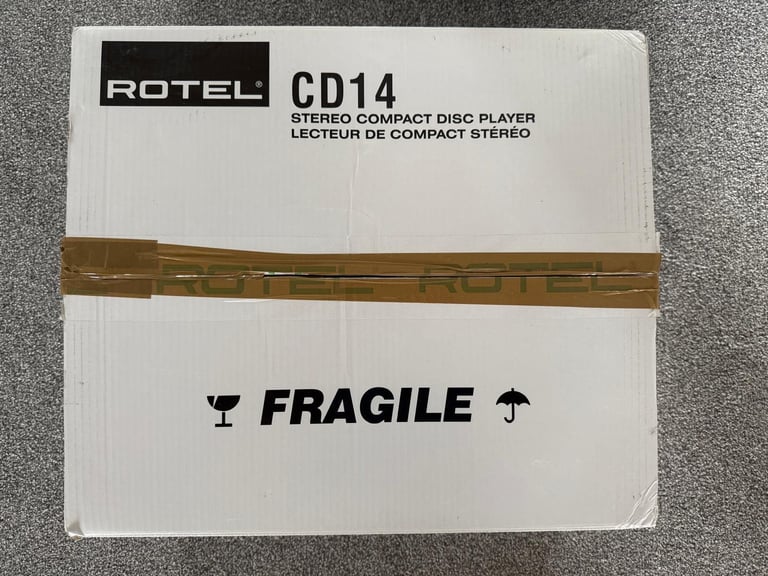 ROTEL®
CD14
STEREO COMPACT DISC PLAYER
LECTEUR DE COMPACT STÉRÉO
ROTEL ROTEL
FRAGILE